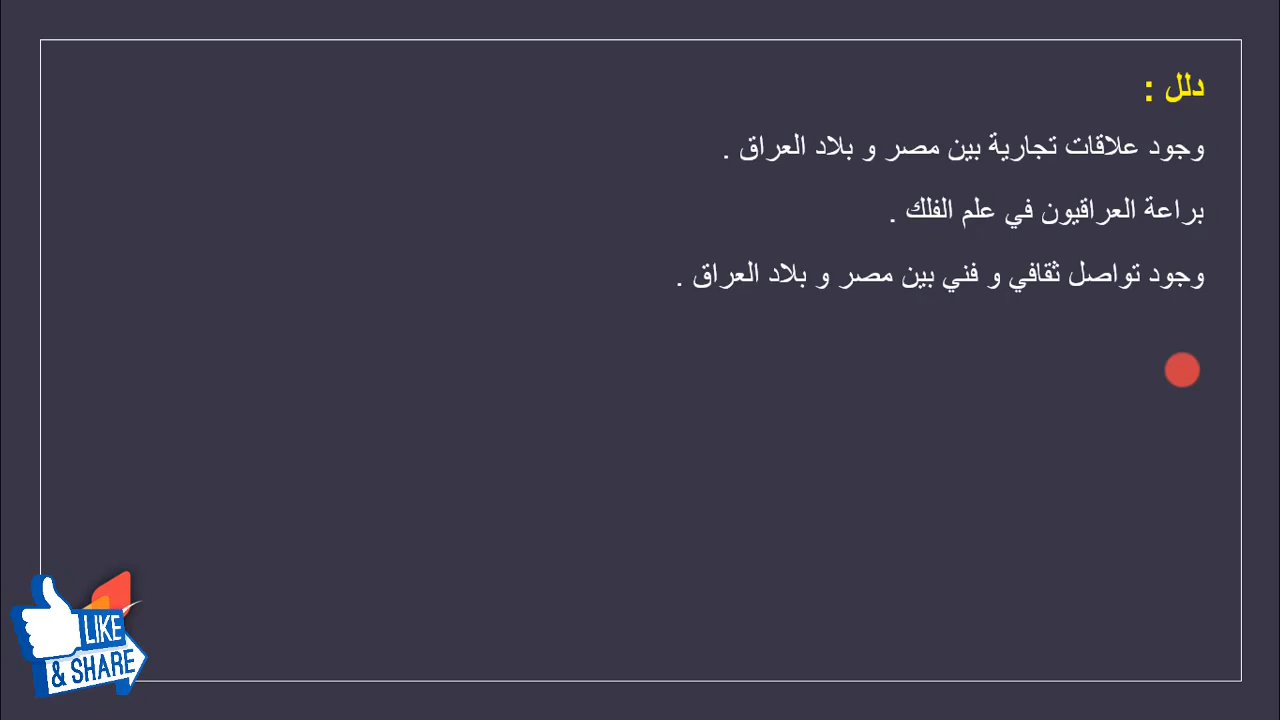 دلل :
وجود علاقات تجارية بين مصر و بلاد العراق .
براعة العراقيون في علم الفلك .
وجود تواصل ثقافي و فني بين مصر و بلاد العراق .
LIKE
& SHARE